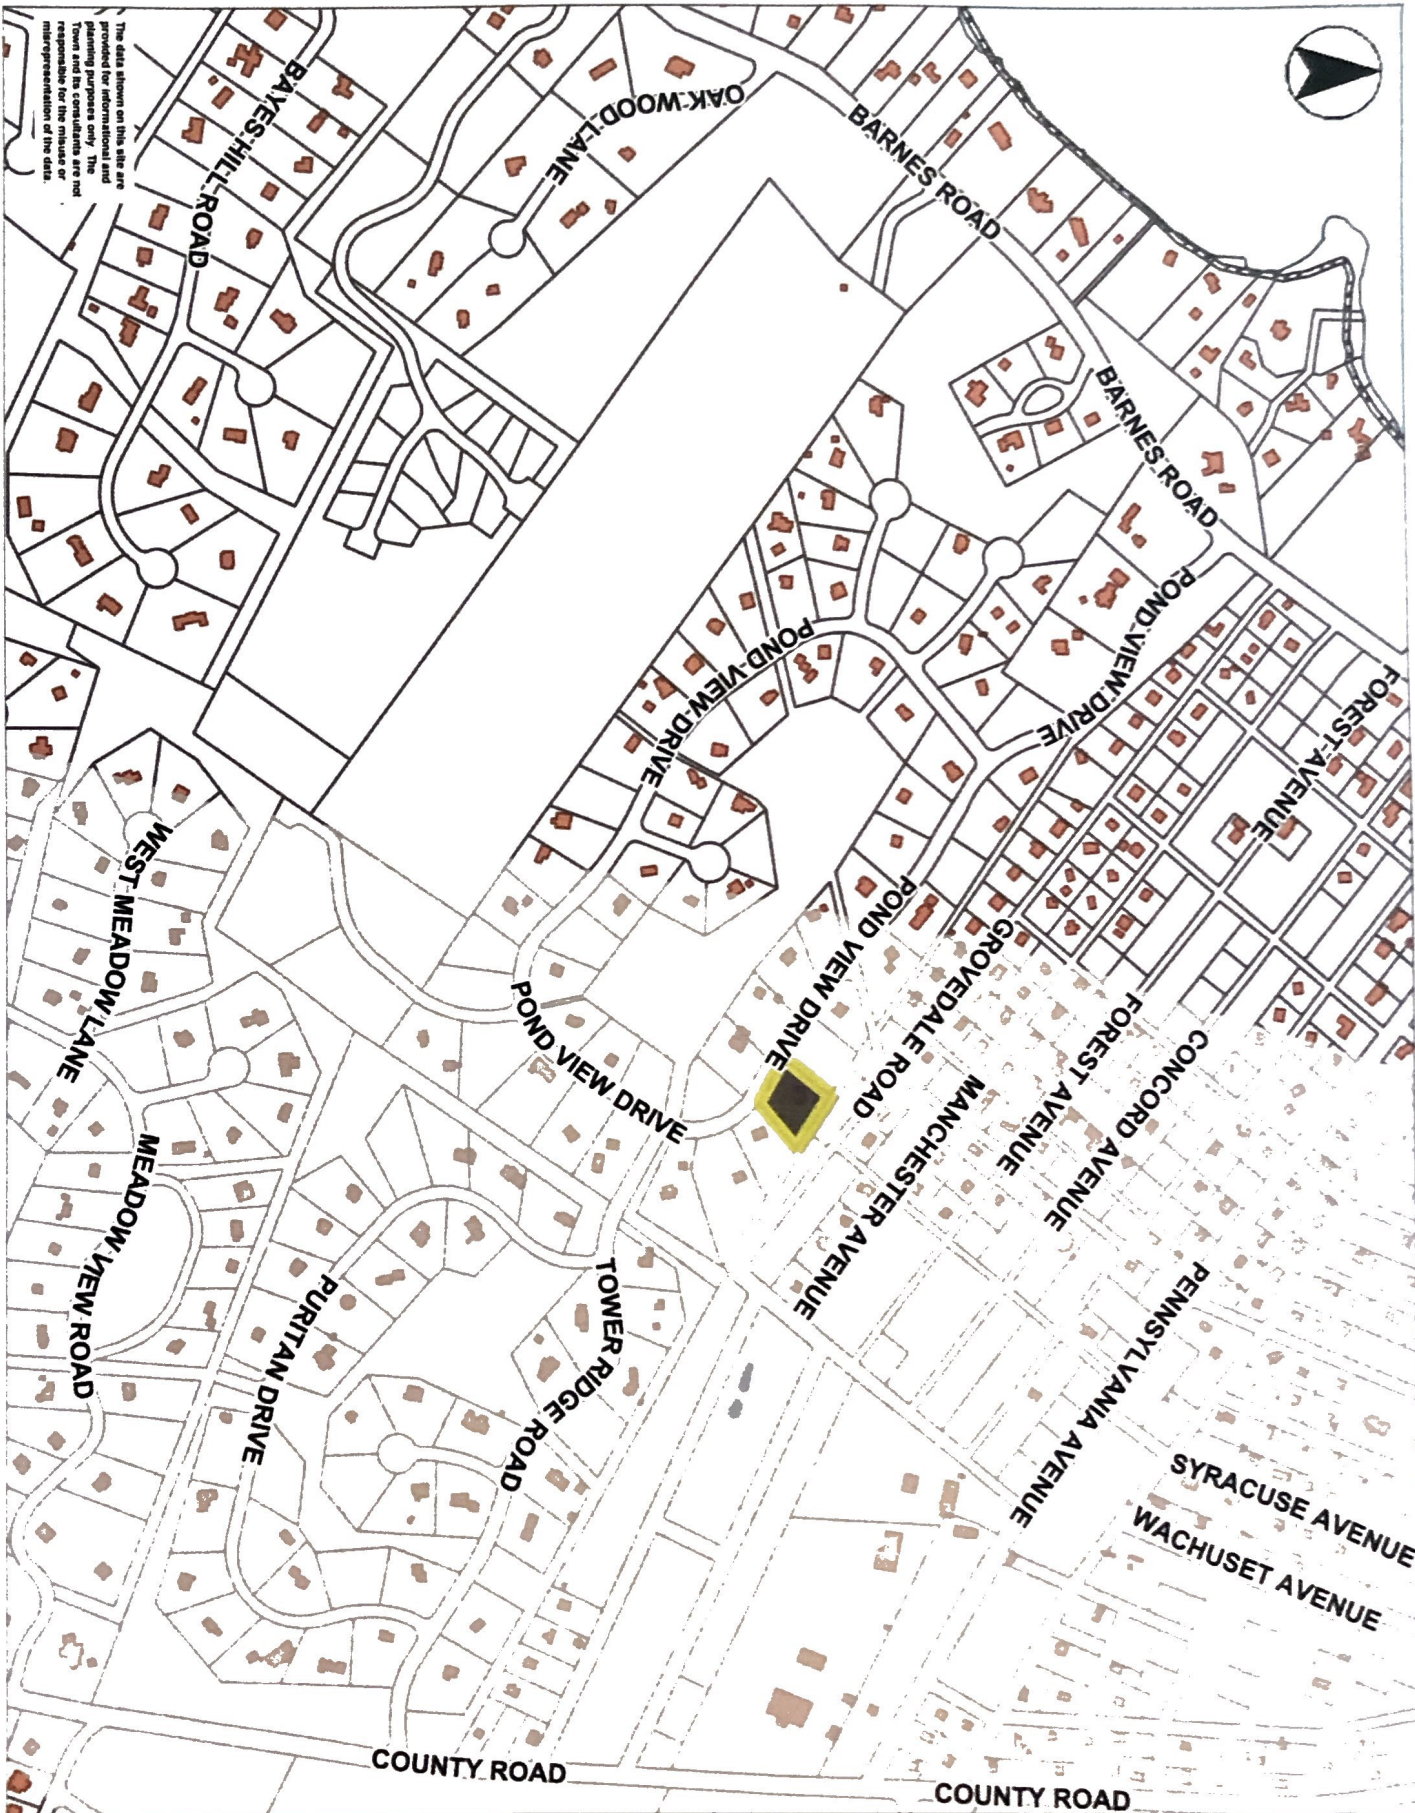 The data shown on this site are
provided for informational and
planning purposes only. The
Town and its consultants are not
responsible for the misuse or
misrepresentation of the data.
BAYES HILL ROAD
OAK WOOD LANE
BARNES ROAD
BARNES ROAD
POND VIEW DRIVE
POND VIEW DRIVE
FOREST AVENUE
WEST MEADOW LANE
POND VIEW DRIVE
GROVEDALE ROAD
POND VIEW DRIVE
MANCHESTER AVENUE
FOREST AVENUE
CONCORD AVENUE
MEADOW VIEW ROAD
PURITAN DRIVE
TOWER RIDGE ROAD
PENNSYLVANIA AVENUE
SYRACUSE AVENUE
WACHUSET AVENUE
COUNTY ROAD
COUNTY ROAD